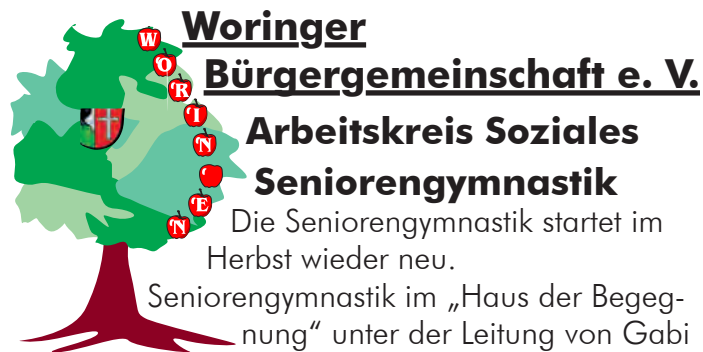 W
O
R
I
N
E
N
Woringer
Bürgergemeinschaft e. V.
Arbeitskreis Soziales
Seniorengymnastik
Die Seniorengymnastik startet im
Herbst wieder neu.
Seniorengymnastik im „Haus der Begeg-
nung“ unter der Leitung von Gabi